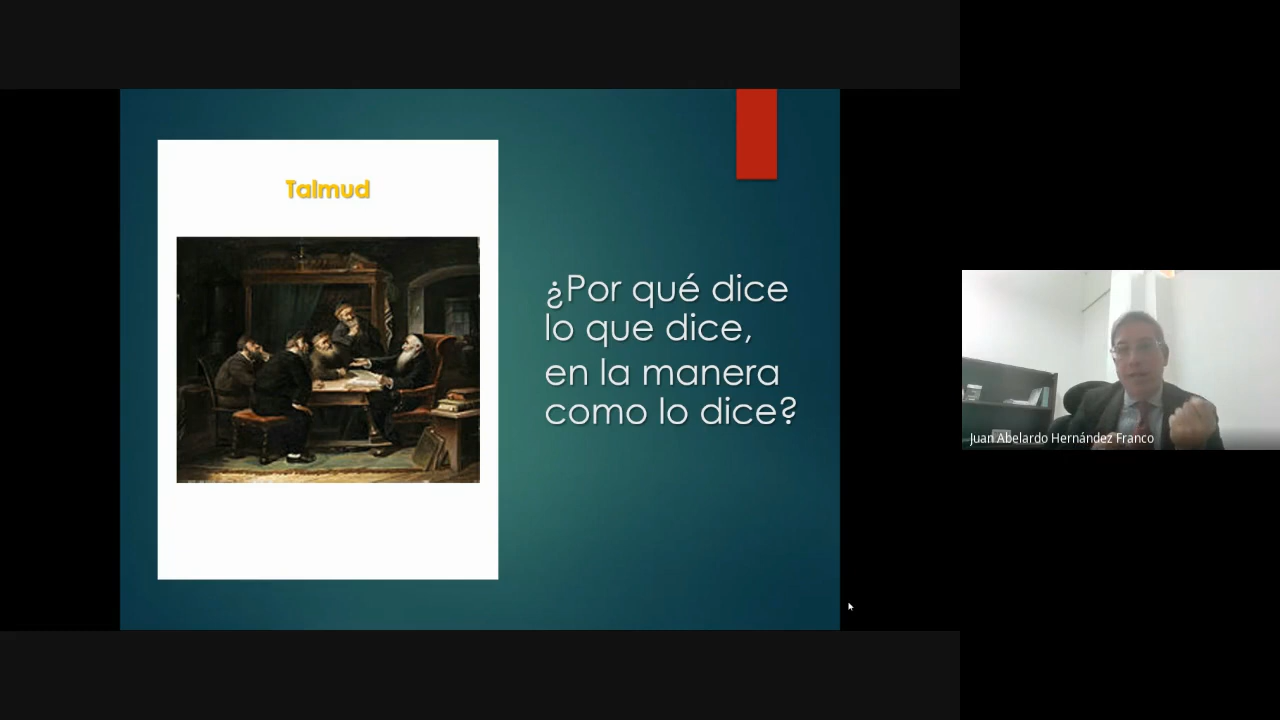 Talmud
¿Por qué dice
lo que dice,
en la manera
como lo dice?
Juan Abelardo Hernández Franco